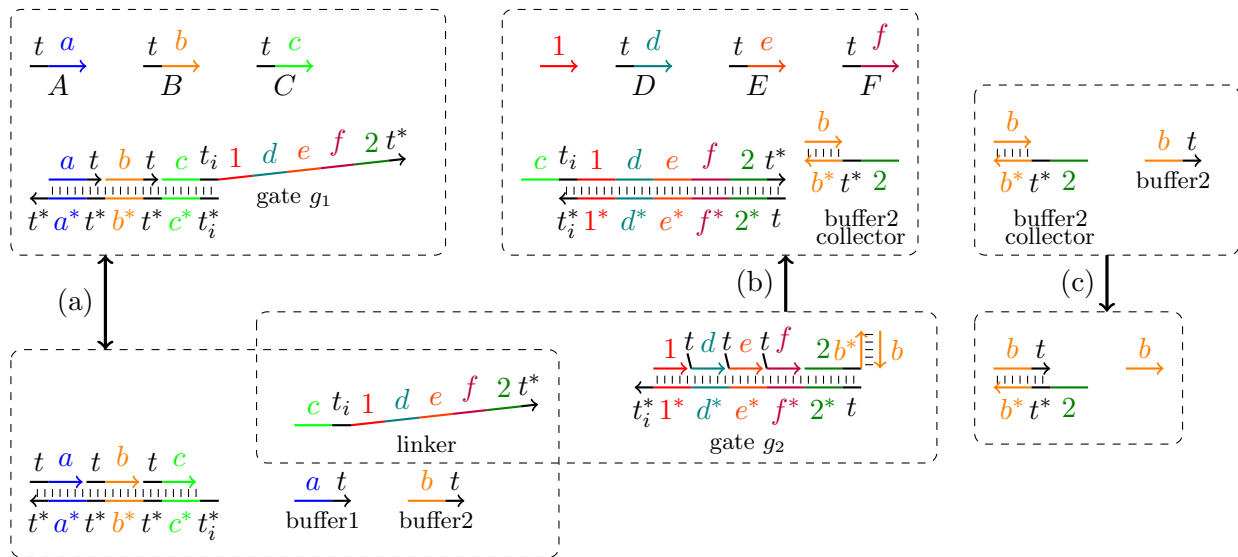 t a t b t c
A B C
a t b t c t_i 1 d e f 2 t*
gate g_1
t* a* t* b* t* c* t_i*
1 t d t e t f
D E F
b
c t_i 1 d e f 2 t*
b* t* 2
t_i* 1* d* e* f* 2* t
buffer2
collector
b b t
b* t* 2 buffer2
buffer2
collector
(a)
(b)
(c)
c t_i 1 d e f 2 t*
linker
1 t d t e t f 2 b* b
t_i* 1* d* e* f* 2* t
gate g_2
b t b
b* t* 2
t a t b t c
t* a* t* b* t* c* t_i*
a t b t
buffer1 buffer2